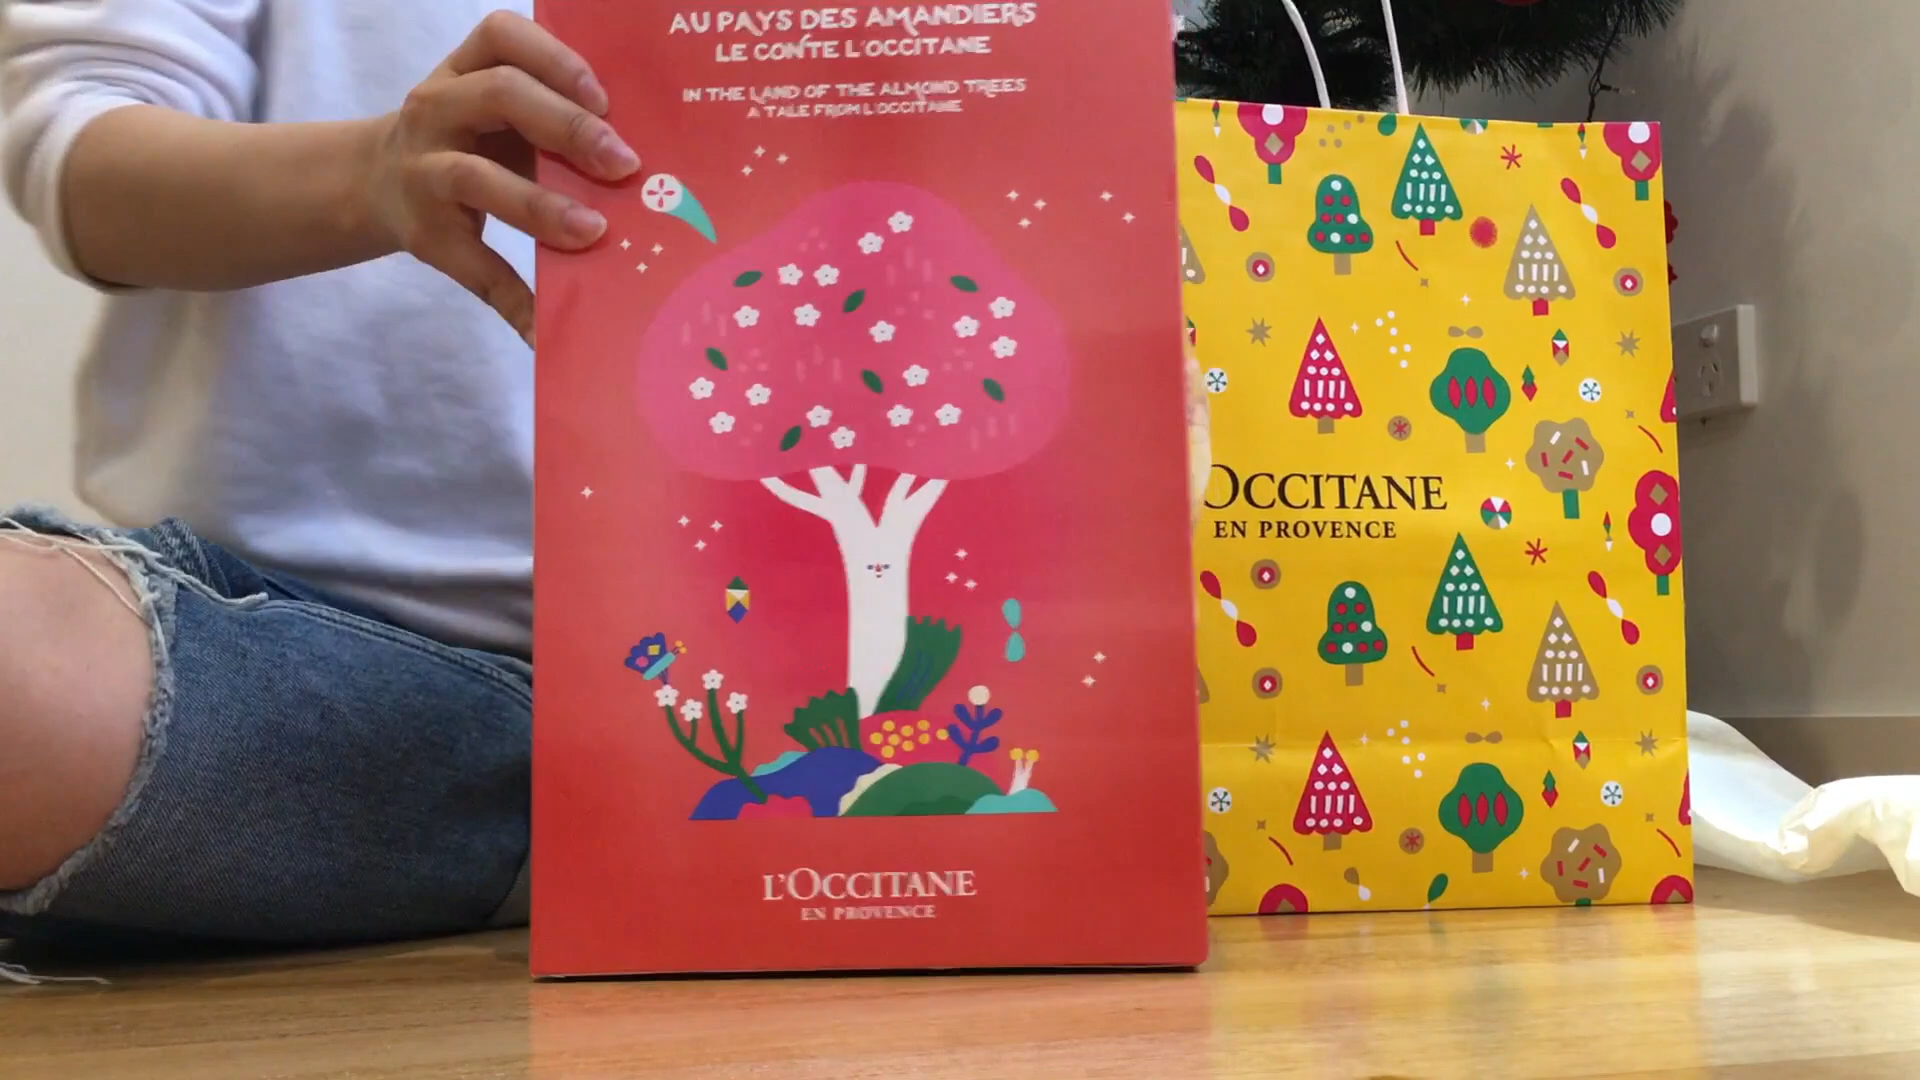 AU PAYS DES AMANDIERS
LE CONTE L'OCCITANE
IN THE LAND OF THE ALMOND TREES
A TALE FROM L'OCCITANE
L'OCCITANE
EN PROVENCE
OCCITANE
EN PROVENCE